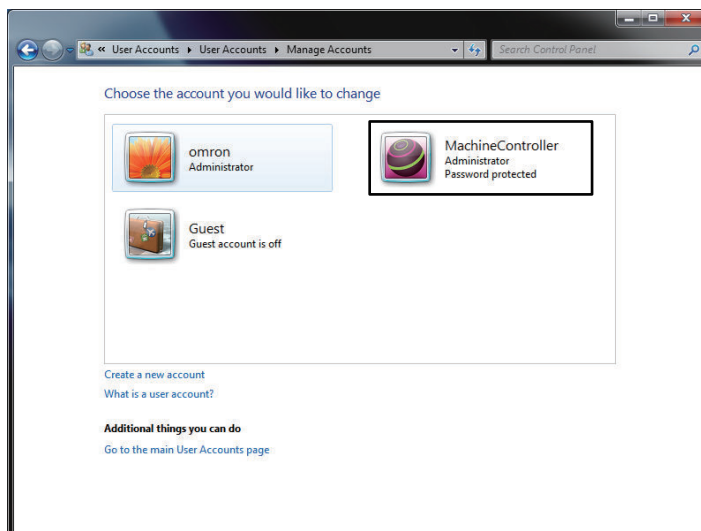 « User Accounts ▸ User Accounts ▸ Manage Accounts
Search Control Panel
Choose the account you would like to change
omron
Administrator
MachineController
Administrator
Password protected
Guest
Guest account is off
Create a new account
What is a user account?
Additional things you can do
Go to the main User Accounts page